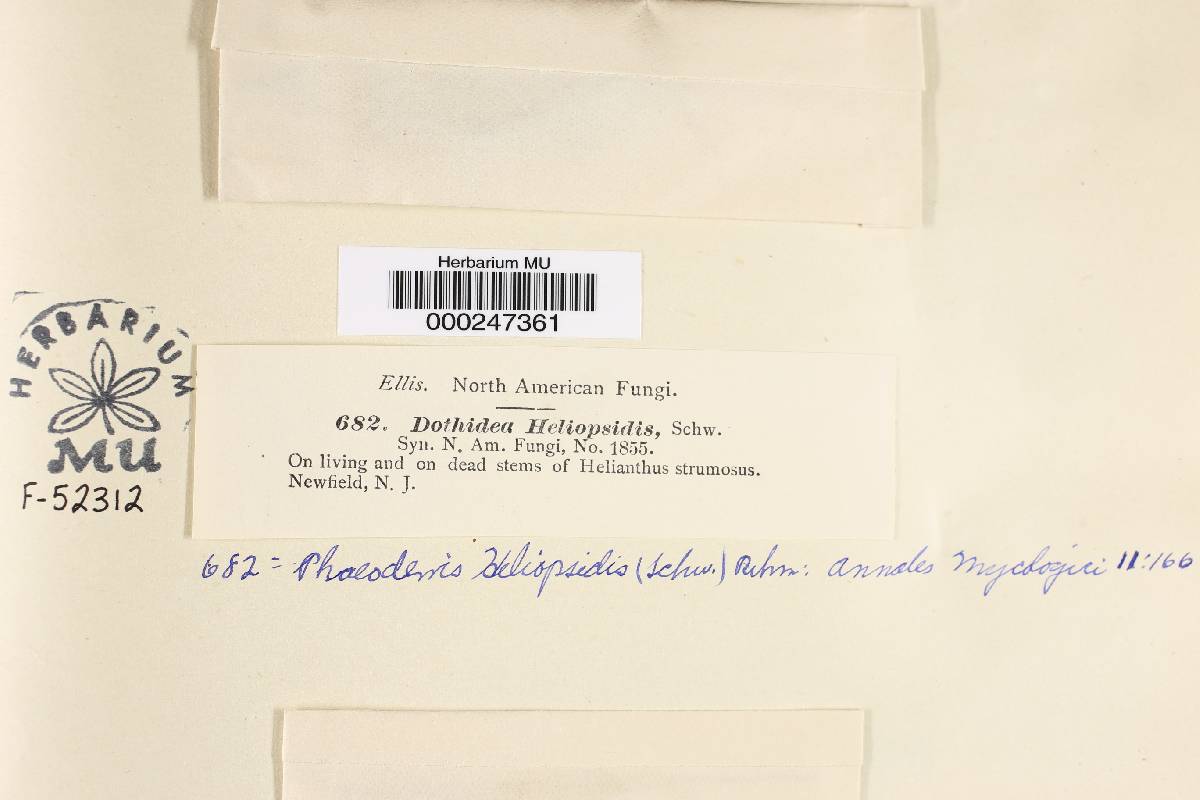 Herbarium MU
000247361
HERBARIUM
MU
F-52312
Ellis. North American Fungi.
682. Dothidea Heliopsidis, Schw.
Syn. N. Am. Fungi, No. 1855.
On living and on dead stems of Helianthus strumosus.
Newfield, N. J.
682 = Phaeodermis Heliopsidis (Schw.) Rehm: Annales Mycologici 11:166